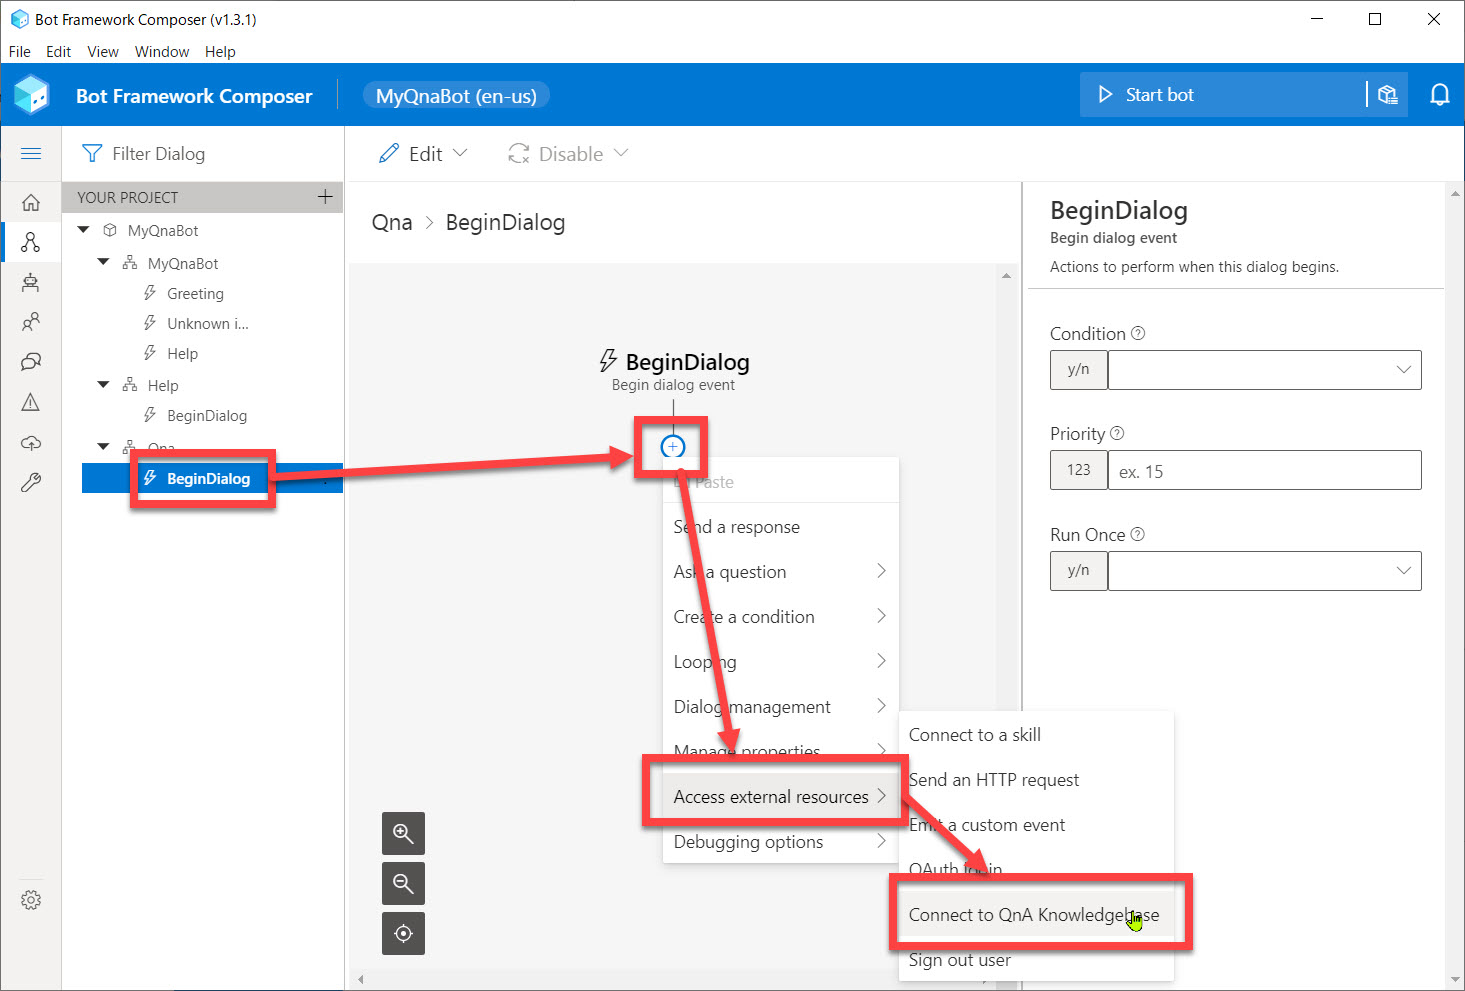 Bot Framework Composer (v1.3.1)
File Edit View Window Help
Bot Framework Composer
MyQnaBot (en-us)
Start bot
Filter Dialog
Edit
Disable
YOUR PROJECT
MyQnaBot
MyQnaBot
Greeting
Unknown i...
Help
Help
BeginDialog
Qna
BeginDialog
Qna > BeginDialog
BeginDialog
Begin dialog event
Paste
Send a response
Ask a question
Create a condition
Looping
Dialog management
Manage properties
Access external resources
Debugging options
Connect to a skill
Send an HTTP request
Emit a custom event
OAuth login
Connect to QnA Knowledgebase
Sign out user
BeginDialog
Begin dialog event
Actions to perform when this dialog begins.
Condition
y/n
Priority
123
ex. 15
Run Once
y/n